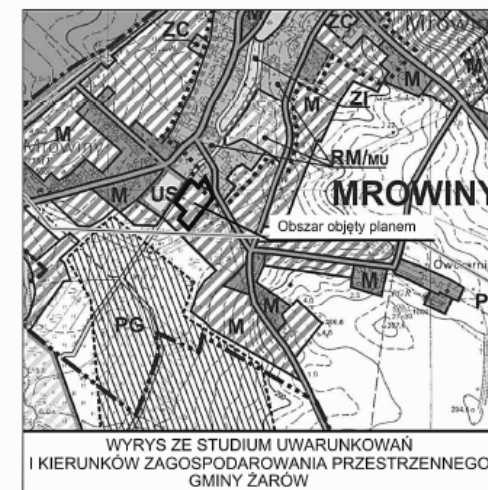 ZC
M
ZC
Mrowiny
M
M
M
ZI
M
Mrowiny
RM/MU
M
US
MROWINY
Obszar objęty planem
M
P
PG
M
M
WYRYS ZE STUDIUM UWARUNKOWAŃ
I KIERUNKÓW ZAGOSPODAROWANIA PRZESTRZENNEGO
GMINY ŻARÓW